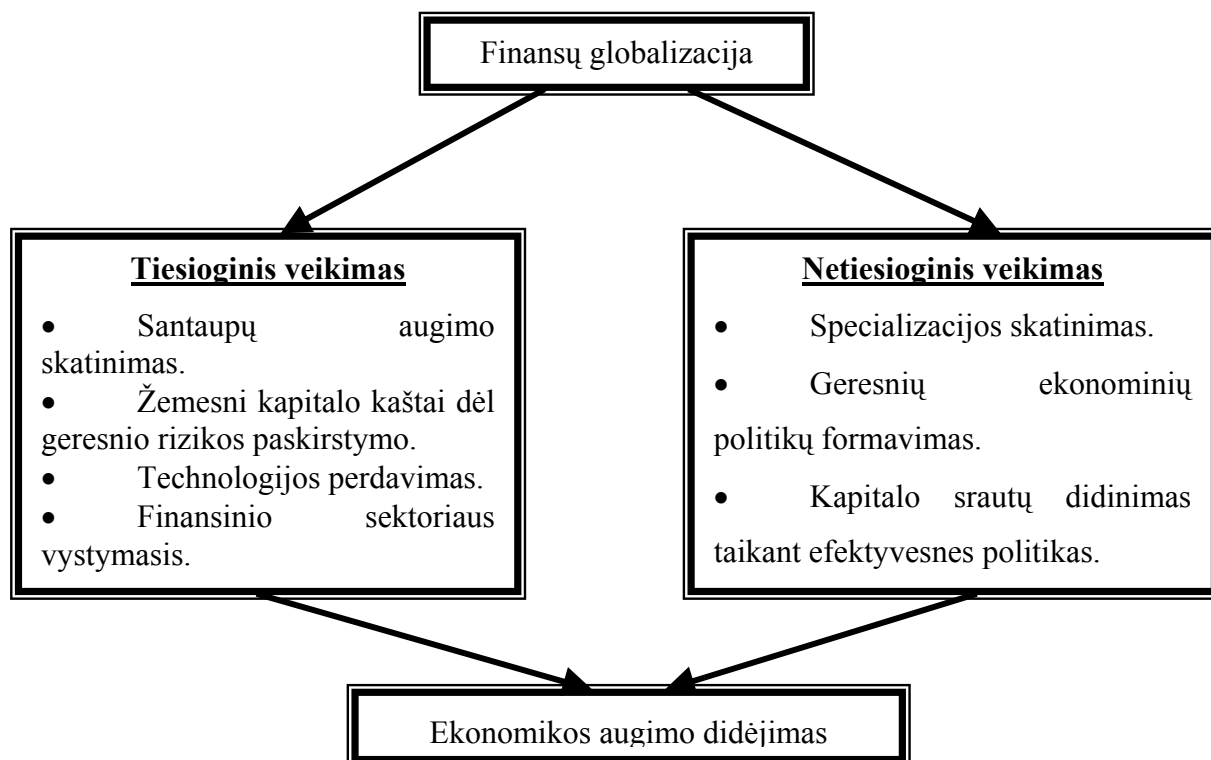 Finansų globalizacija
Tiesioginis veikimas
• Santaupų augimo
skatinimas.
• Žemesni kapitalo kaštai dėl
geresnio rizikos paskirstymo.
• Technologijos perdavimas.
• Finansinio sektoriaus
vystymasis.
Netiesioginis veikimas
• Specializacijos skatinimas.
• Geresnių ekonominių
politikų formavimas.
• Kapitalo srautų didinimas
taikant efektyvesnes politikas.
Ekonomikos augimo didėjimas